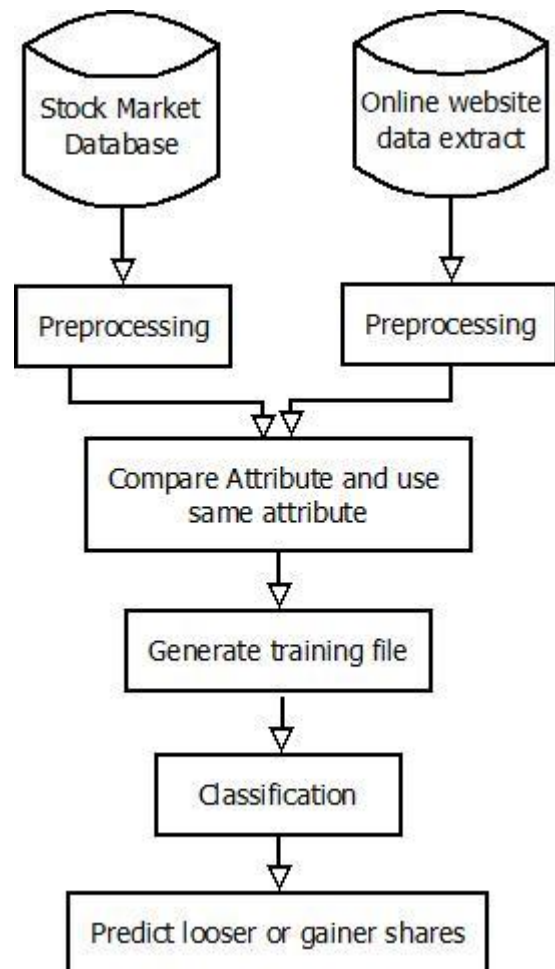 Stock Market
Database
Online website
data extract
Preprocessing
Preprocessing
Compare Attribute and use
same attribute
Generate training file
Classification
Predict looser or gainer shares